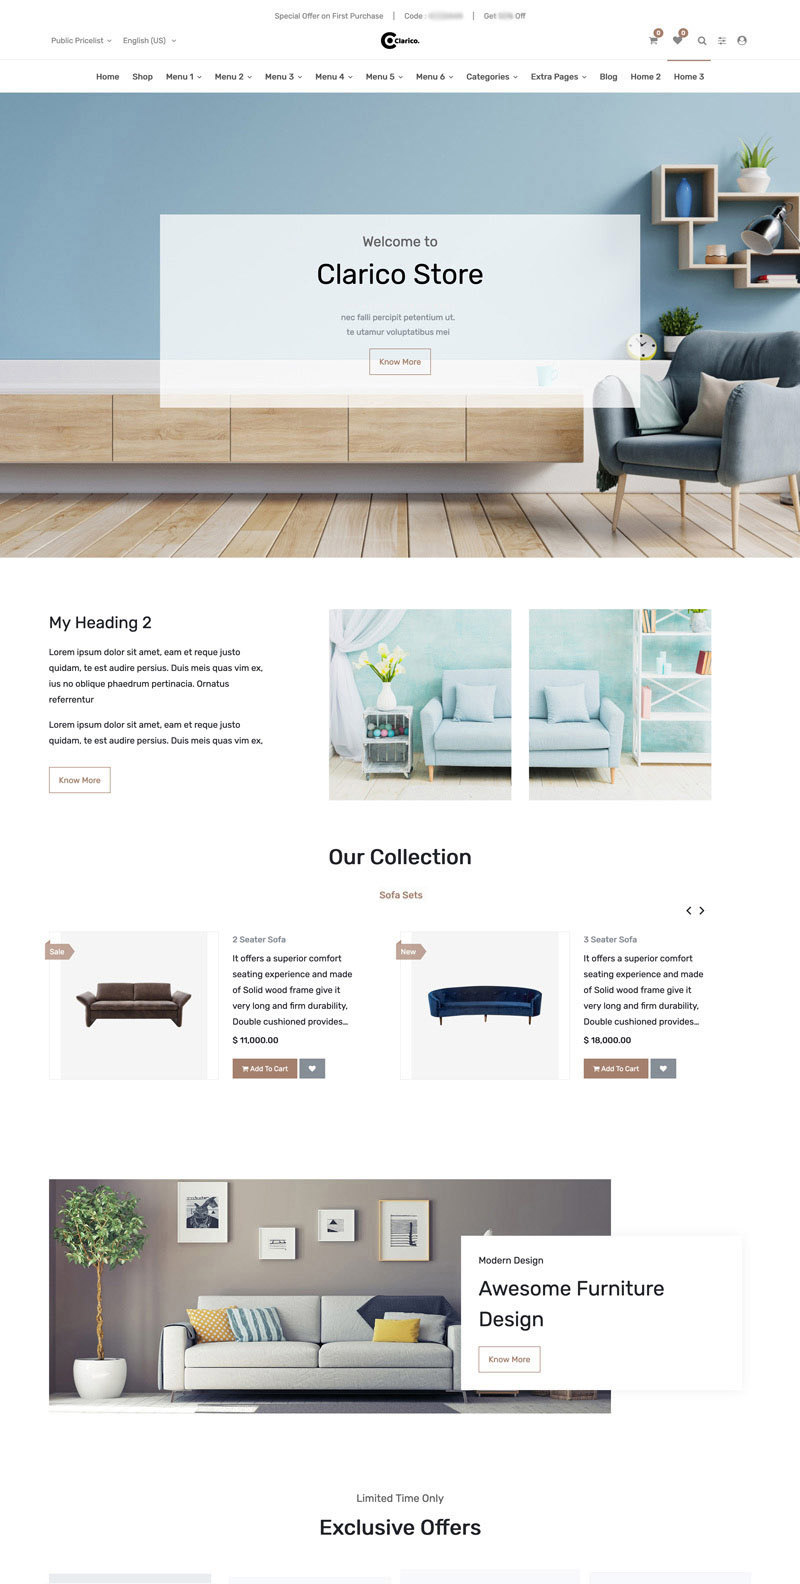 Special Offer on First Purchase | Code : | Get Off
Public Pricelist English (US)
Clarico.
0 0
Home Shop Menu 1 Menu 2 Menu 3 Menu 4 Menu 5 Menu 6 Categories Extra Pages Blog Home 2 Home 3
Welcome to
Clarico Store
nec falli percipit petentium ut.
te utamur voluptatibus mei
Know More
My Heading 2
Lorem ipsum dolor sit amet, eam et reque justo
quidam, te est audire persius. Duis meis quas vim ex,
ius no oblique phaedrum pertinacia. Ornatus
referrentur
Lorem ipsum dolor sit amet, eam et reque justo
quidam, te est audire persius. Duis meis quas vim ex,
Know More
Our Collection
Sofa Sets
Sale
2 Seater Sofa
It offers a superior comfort
seating experience and made
of Solid wood frame give it
very long and firm durability,
Double cushioned provides...
$ 11,000.00
Add To Cart
New
3 Seater Sofa
It offers a superior comfort
seating experience and made
of Solid wood frame give it
very long and firm durability,
Double cushioned provides...
$ 18,000.00
Add To Cart
Modern Design
Awesome Furniture
Design
Know More
Limited Time Only
Exclusive Offers